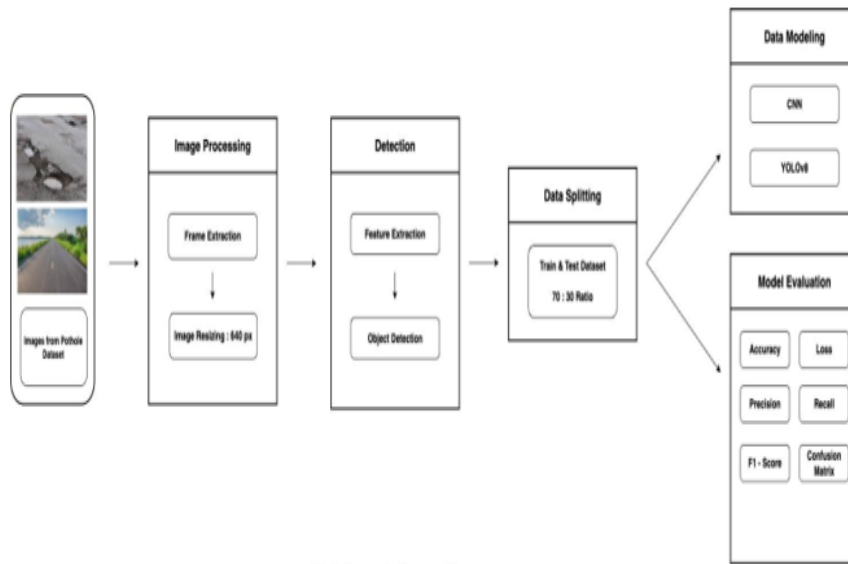 Images from Pothole
Dataset
Image Processing
Frame Extraction
Image Resizing : 640 px
Detection
Feature Extraction
Object Detection
Data Splitting
Train & Test Dataset
70 : 30 Ratio
Data Modeling
CNN
Model Evaluation
Accuracy
Loss
Precision
Recall
F1 - Score
Confusion
Matrix